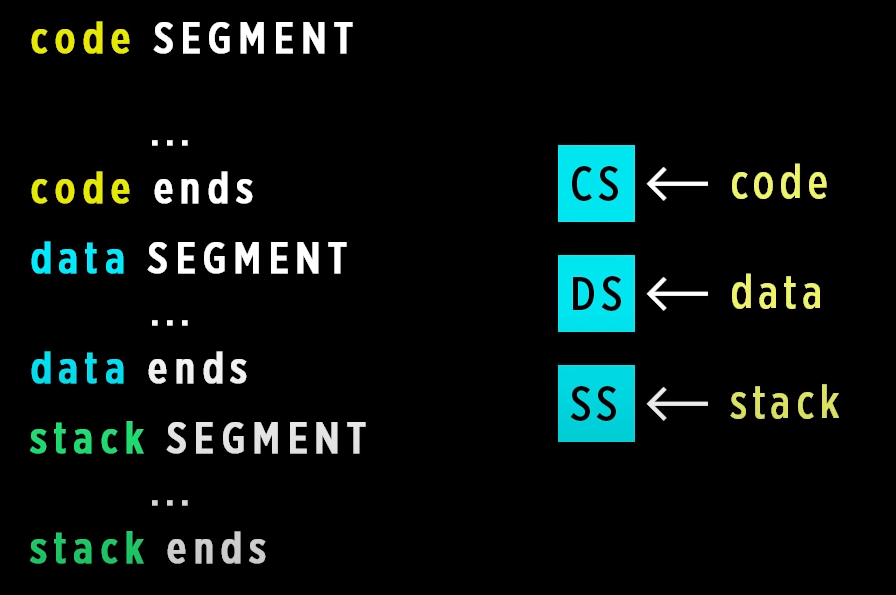 code SEGMENT
...
code ends
data SEGMENT
...
data ends
stack SEGMENT
...
stack ends
CS ← code
DS ← data
SS ← stack